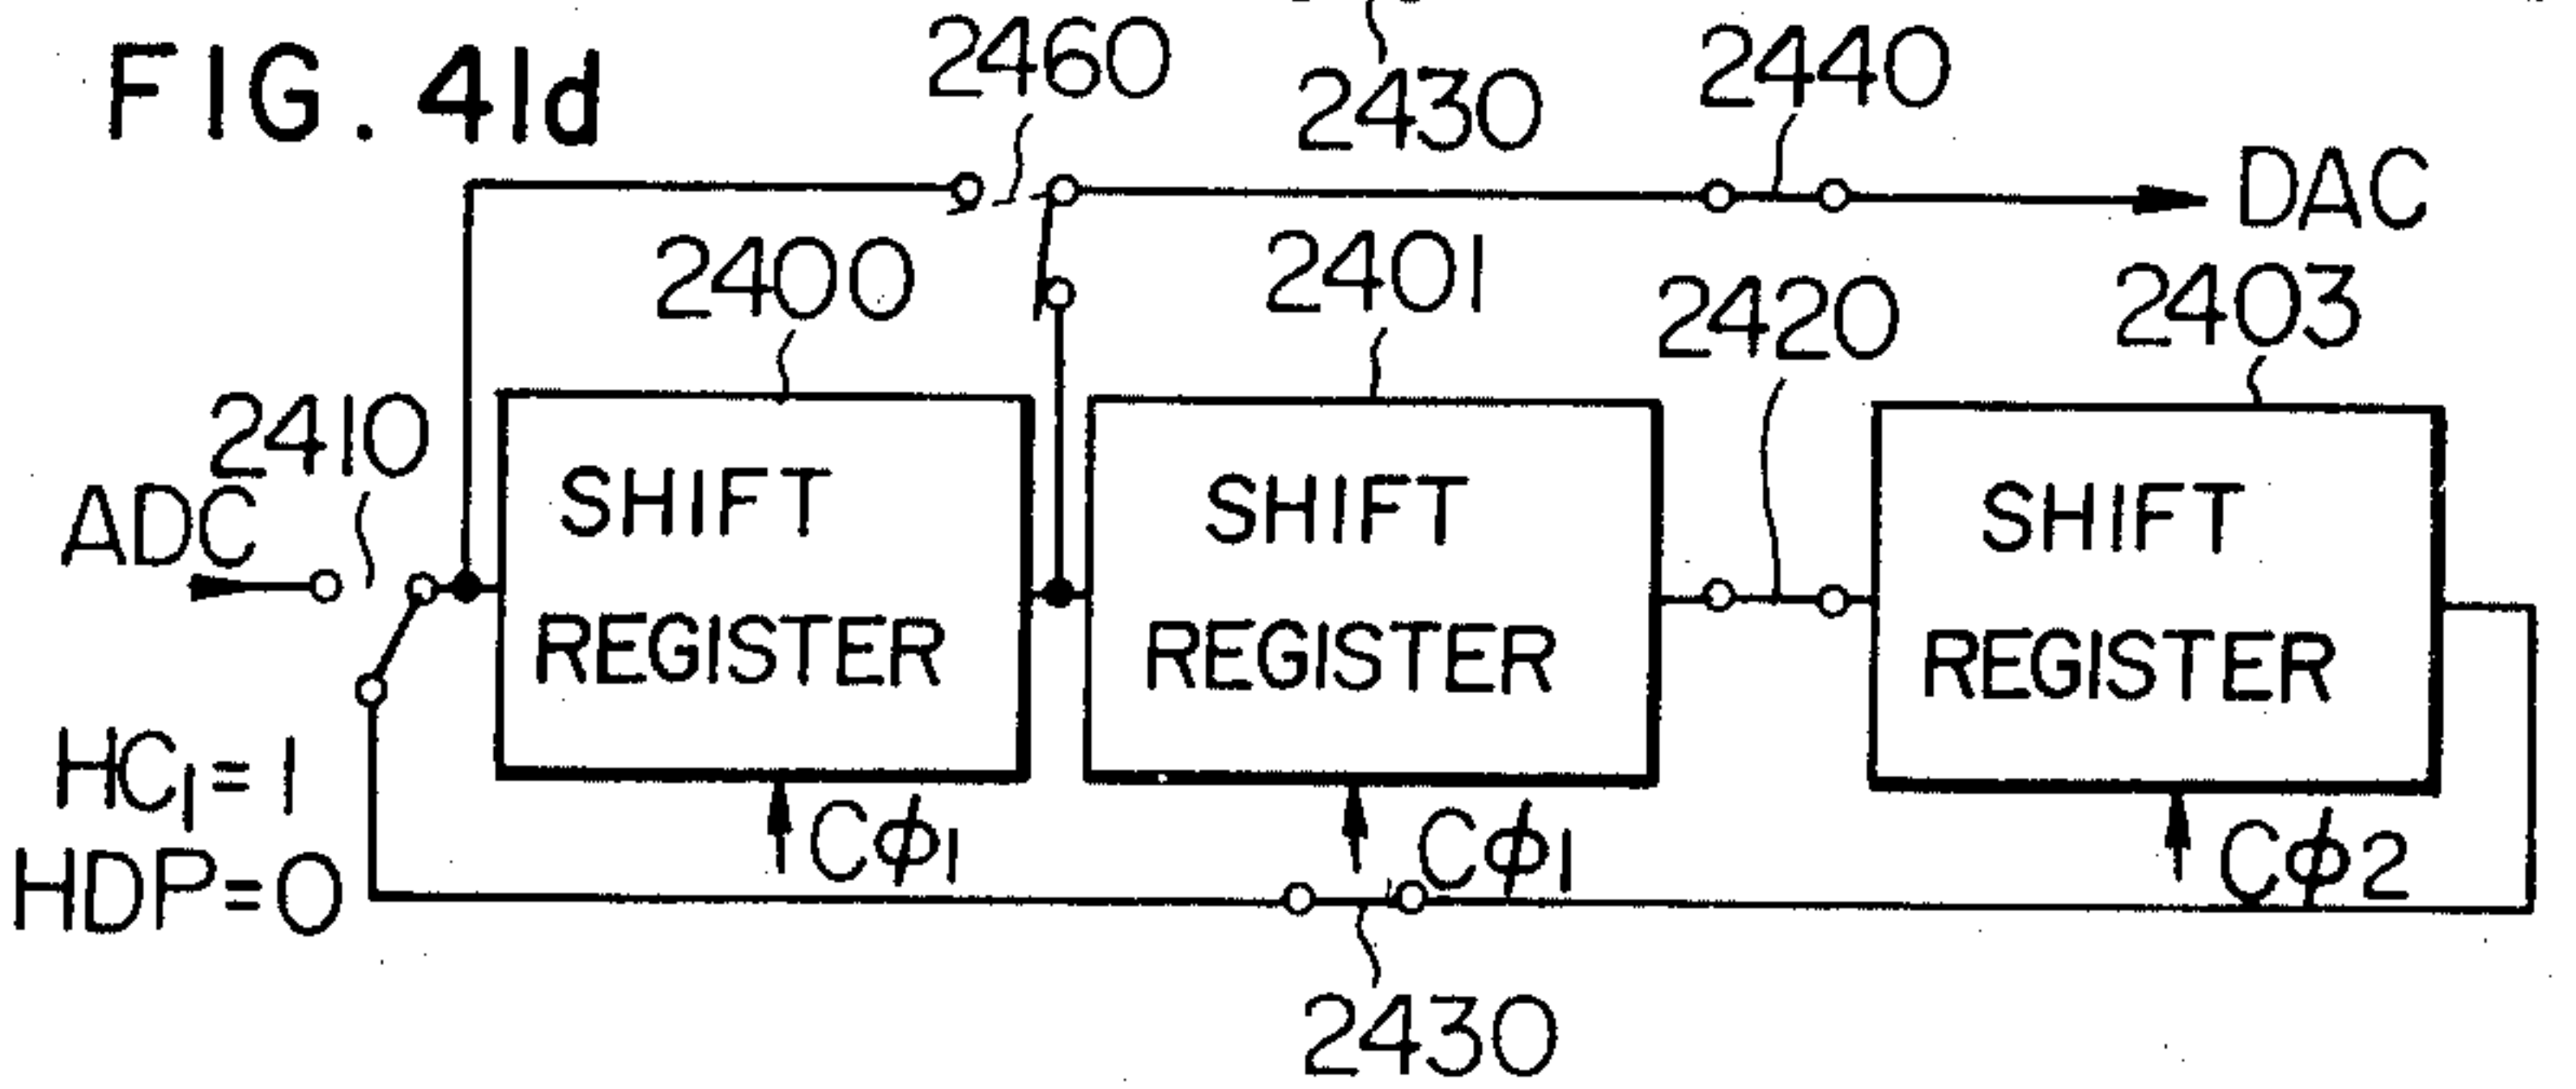 FIG. 41d
2460
2430
2440
DAC
2400
2401
2420
2403
2410
ADC
SHIFT
REGISTER
SHIFT
REGISTER
SHIFT
REGISTER
HC₁=1
HDP=0
Cϕ₁
Cϕ₁
Cϕ2
2430